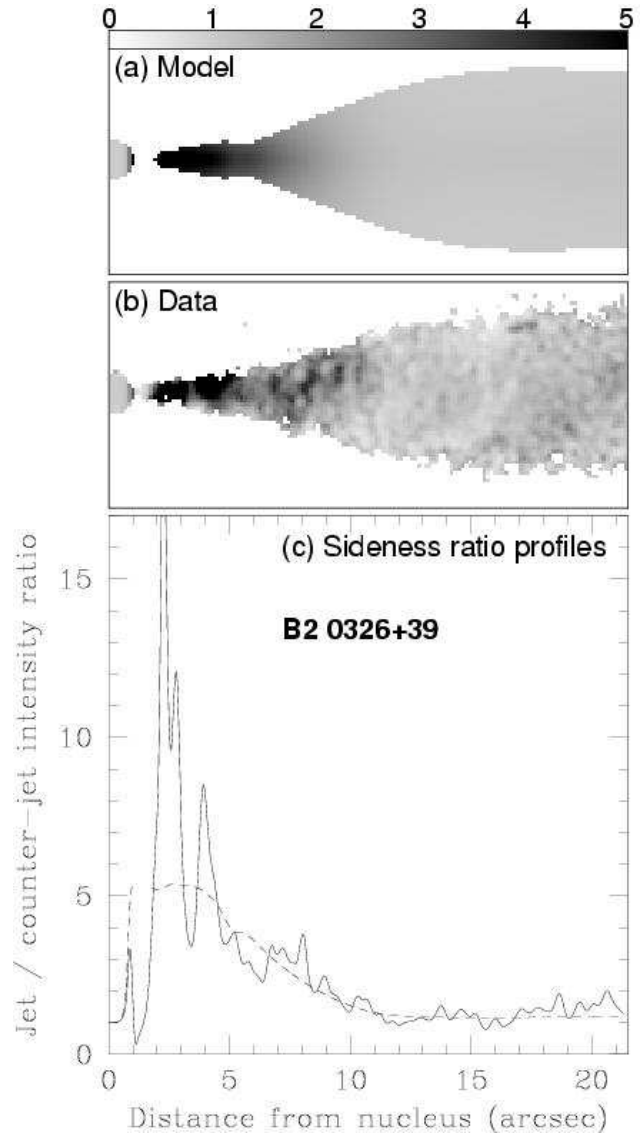 0 1 2 3 4 5
(a) Model
(b) Data
(c) Sideness ratio profiles
B2 0326+39
15
10
5
0
Jet / counter-jet intensity ratio
0 5 10 15 20
Distance from nucleus (arcsec)